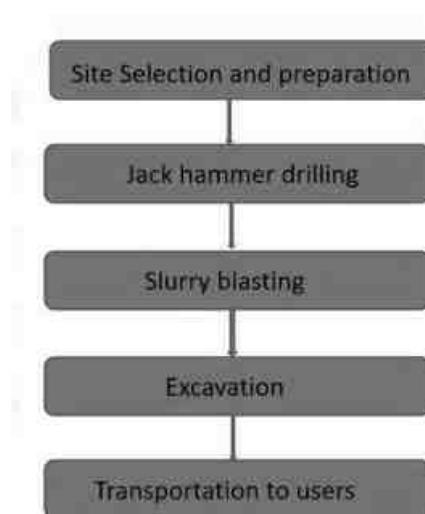 Site Selection and preparation
Jack hammer drilling
Slurry blasting
Excavation
Transportation to users